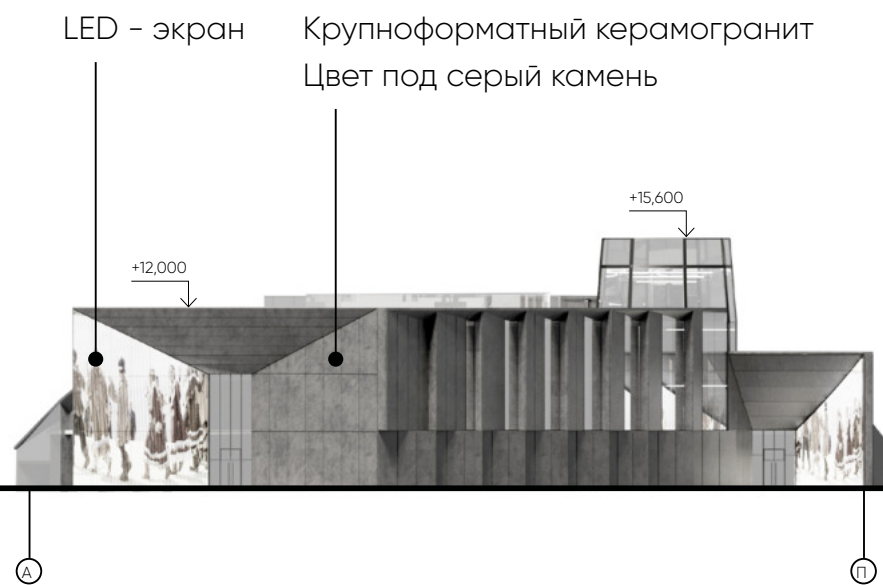 LED - экран
Крупноформатный керамогранит
Цвет под серый камень
+15,600
+12,000
А
П